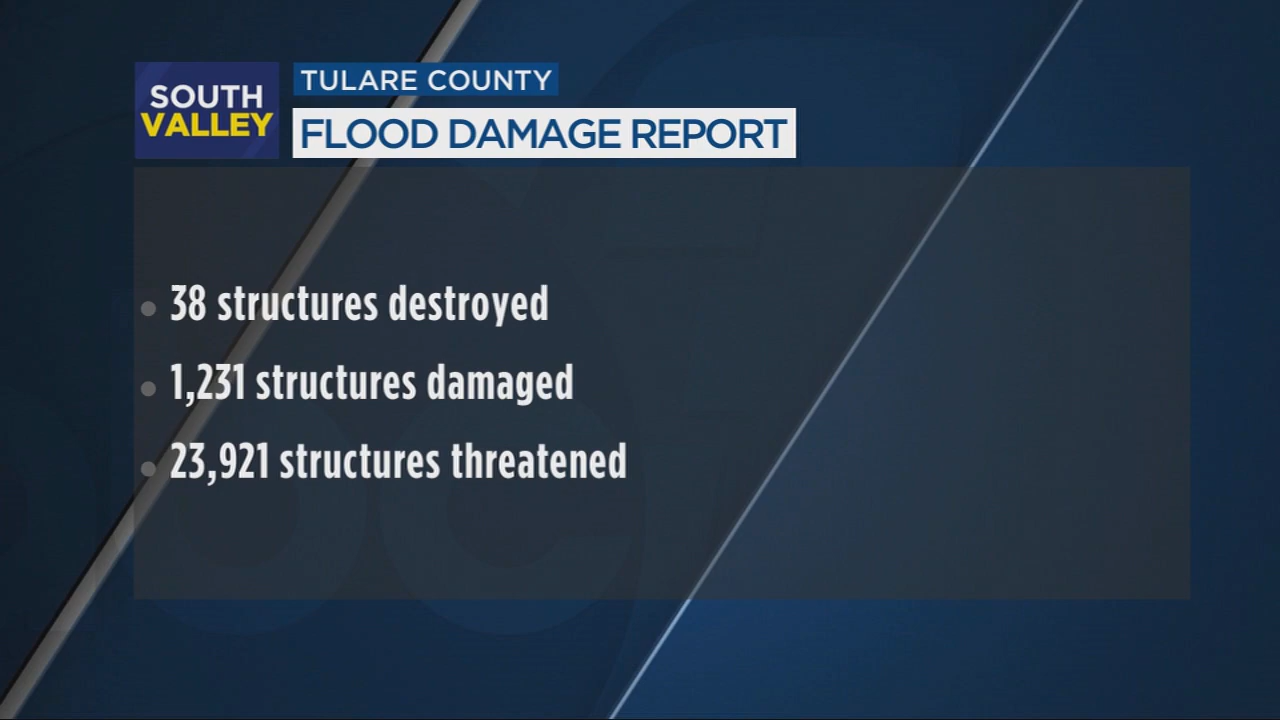 SOUTH
VALLEY
TULARE COUNTY
FLOOD DAMAGE REPORT
• 38 structures destroyed
• 1,231 structures damaged
• 23,921 structures threatened